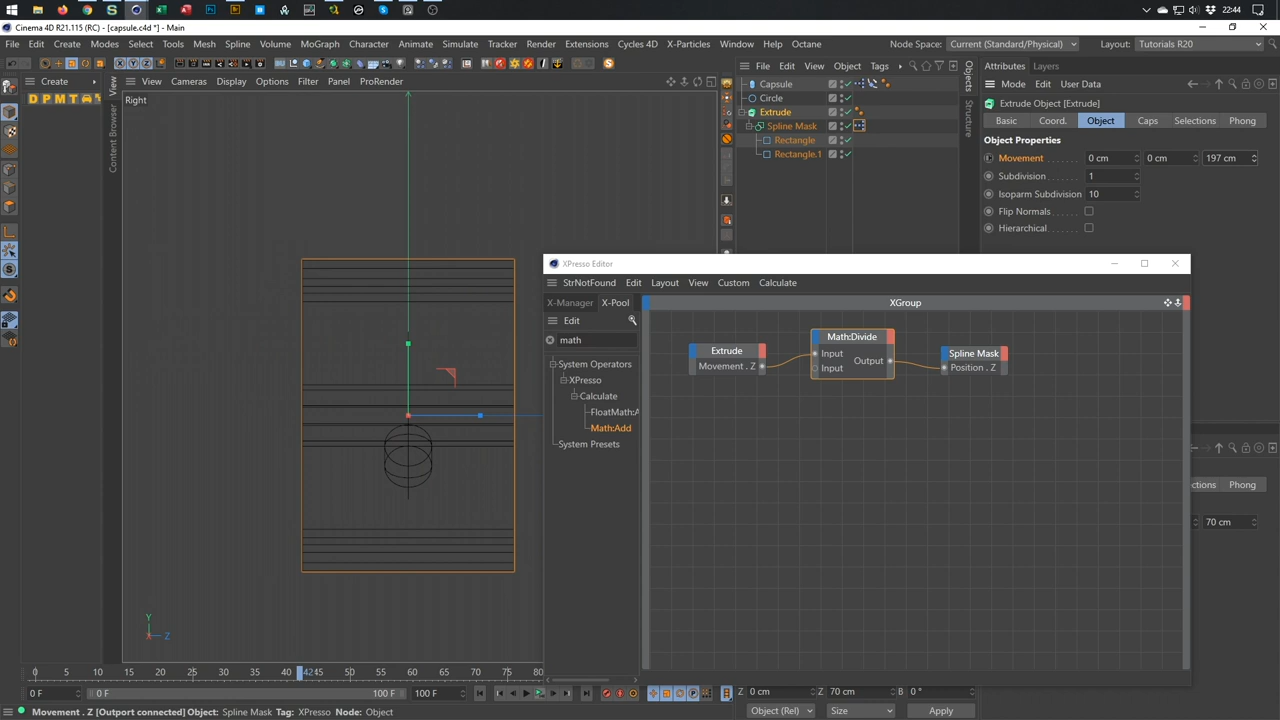 22:44
Cinema 4D R21.115 (RC) - [capsule.c4d *] - Main
File Edit Create Modes Select Tools Mesh Spline Volume MoGraph Character Animate Simulate Tracker Render Extensions Cycles 4D X-Particles Window Help Octane Node Space: Current (Standard/Physical) Layout: Tutorials R20
Create
D P M T
View Cameras Display Options Filter Panel ProRender
Right
View
Content Browser
File Edit View Object Tags
Capsule
Circle
Extrude
Spline Mask
Rectangle
Rectangle.1
Objects
Structure
Attributes Layers
Mode Edit User Data
Extrude Object [Extrude]
Basic Coord. Object Caps Selections Phong
Object Properties
Movement 0 cm 0 cm 197 cm
Subdivision 1
Isoparm Subdivision 10
Flip Normals
Hierarchical
XPresso Editor
StrNotFound Edit Layout View Custom Calculate
X-Manager X-Pool
XGroup
Edit
math
System Operators
XPresso
Calculate
FloatMath:A
Math:Add
System Presets
Extrude
Movement . Z
Math:Divide
Input
Input
Output
Spline Mask
Position . Z
ctions Phong
70 cm
Y
X Z
0 5 10 15 20 25 30 35 40 42 45 50 55 60 65 70 75 80
0 F 0 F 100 F 100 F
Z 0 cm Z 70 cm B 0 °
Object (Rel) Size Apply
Movement . Z [Outport connected] Object: Spline Mask Tag: XPresso Node: Object